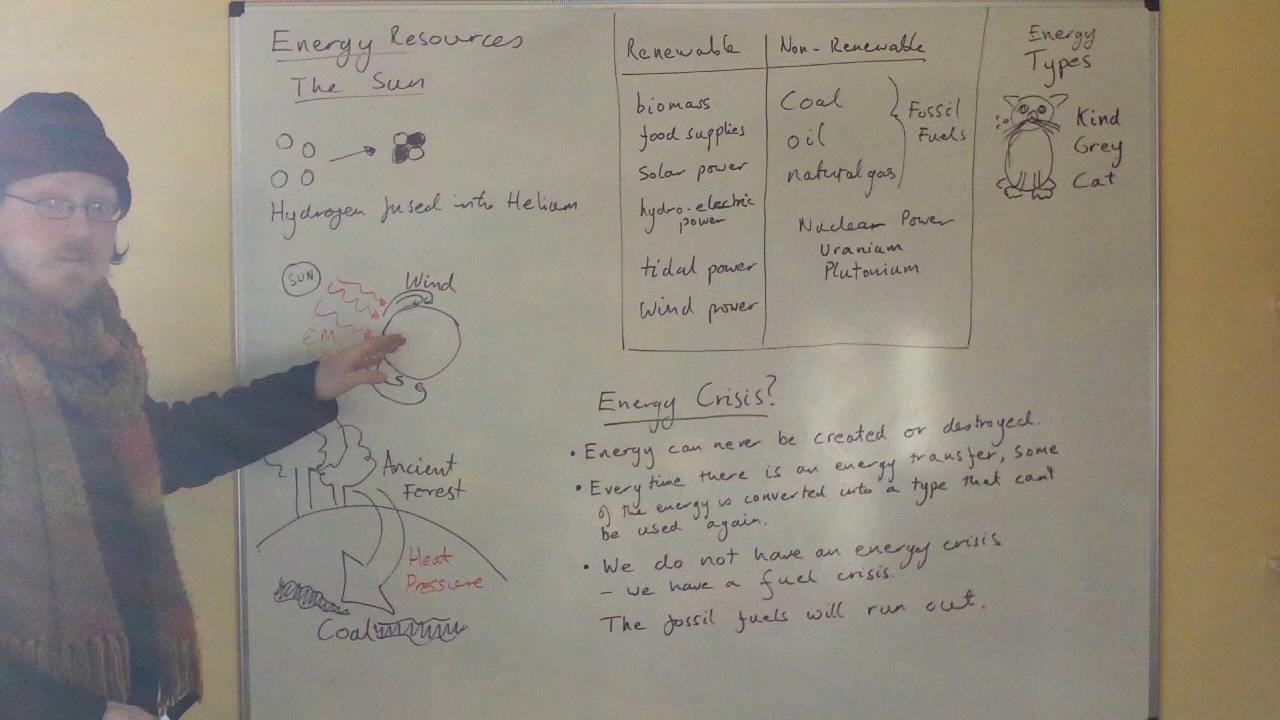 Energy Resources
The Sun
Hydrogen fused into Helium
SUN
Wind
EM
Ancient
Forest
Heat
Pressure
Coal
Renewable
biomass
food supplies
Solar power
hydro-electric
power
tidal power
Wind power
Non-Renewable
Coal
oil
natural gas
Fossil
Fuels
Nuclear Power
Uranium
Plutonium
Energy
Types
Kind
Grey
Cat
Energy Crisis?
• Energy can never be created or destroyed.
• Every time there is an energy transfer, some
of the energy is converted into a type that can't
be used again.
• We do not have an energy crisis
- we have a fuel crisis.
The fossil fuels will run out.